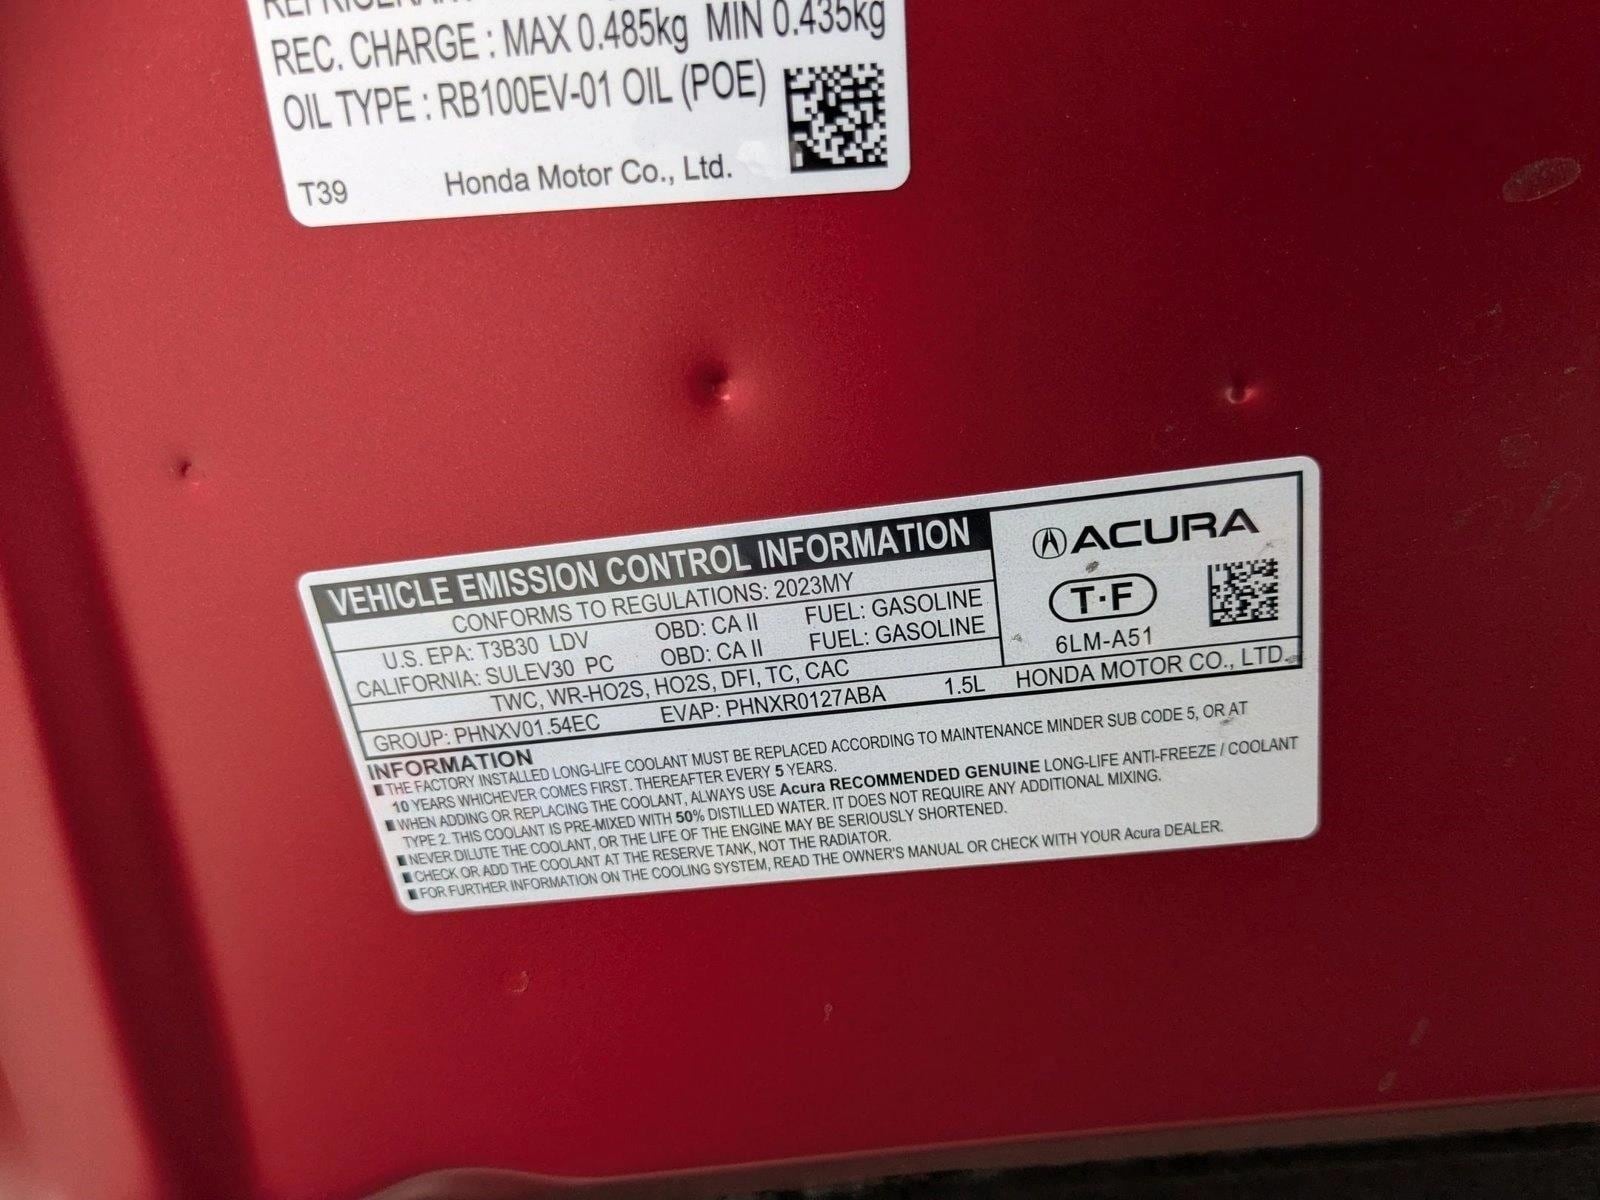 REFRIGERANT
REC. CHARGE : MAX 0.485kg MIN 0.435kg
OIL TYPE : RB100EV-01 OIL (POE)
T39 Honda Motor Co., Ltd.
VEHICLE EMISSION CONTROL INFORMATION
CONFORMS TO REGULATIONS: 2023MY
U.S. EPA: T3B30 LDV OBD: CA II FUEL: GASOLINE
CALIFORNIA: SULEV30 PC OBD: CA II FUEL: GASOLINE
TWC, WR-HO2S, HO2S, DFI, TC, CAC
GROUP: PHNXV01.54EC EVAP: PHNXR0127ABA 1.5L
ACURA
T·F
6LM-A51
HONDA MOTOR CO., LTD.
INFORMATION
THE FACTORY INSTALLED LONG-LIFE COOLANT MUST BE REPLACED ACCORDING TO MAINTENANCE MINDER SUB CODE 5, OR AT
10 YEARS WHICHEVER COMES FIRST. THEREAFTER EVERY 5 YEARS.
WHEN ADDING OR REPLACING THE COOLANT, ALWAYS USE Acura RECOMMENDED GENUINE LONG-LIFE ANTI-FREEZE / COOLANT
TYPE 2. THIS COOLANT IS PRE-MIXED WITH 50% DISTILLED WATER. IT DOES NOT REQUIRE ANY ADDITIONAL MIXING.
NEVER DILUTE THE COOLANT, OR THE LIFE OF THE ENGINE MAY BE SERIOUSLY SHORTENED.
CHECK OR ADD THE COOLANT AT THE RESERVE TANK, NOT THE RADIATOR.
FOR FURTHER INFORMATION ON THE COOLING SYSTEM, READ THE OWNER'S MANUAL OR CHECK WITH YOUR Acura DEALER.